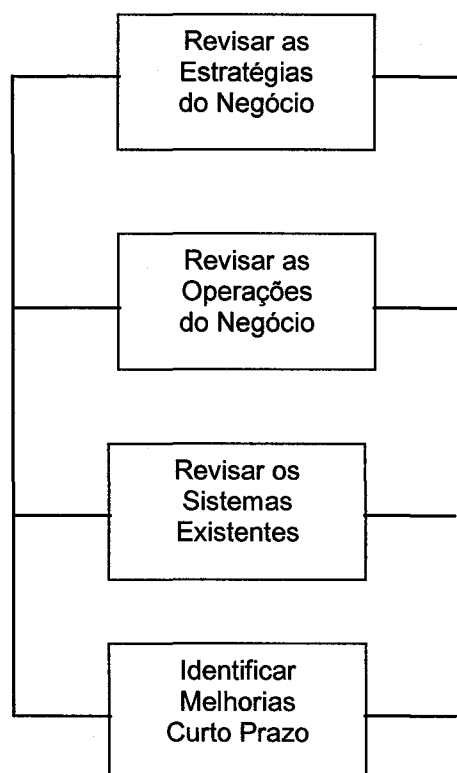 Revisar as
Estratégias
do Negócio
Revisar as
Operações
do Negócio
Revisar os
Sistemas
Existentes
Identificar
Melhorias
Curto Prazo